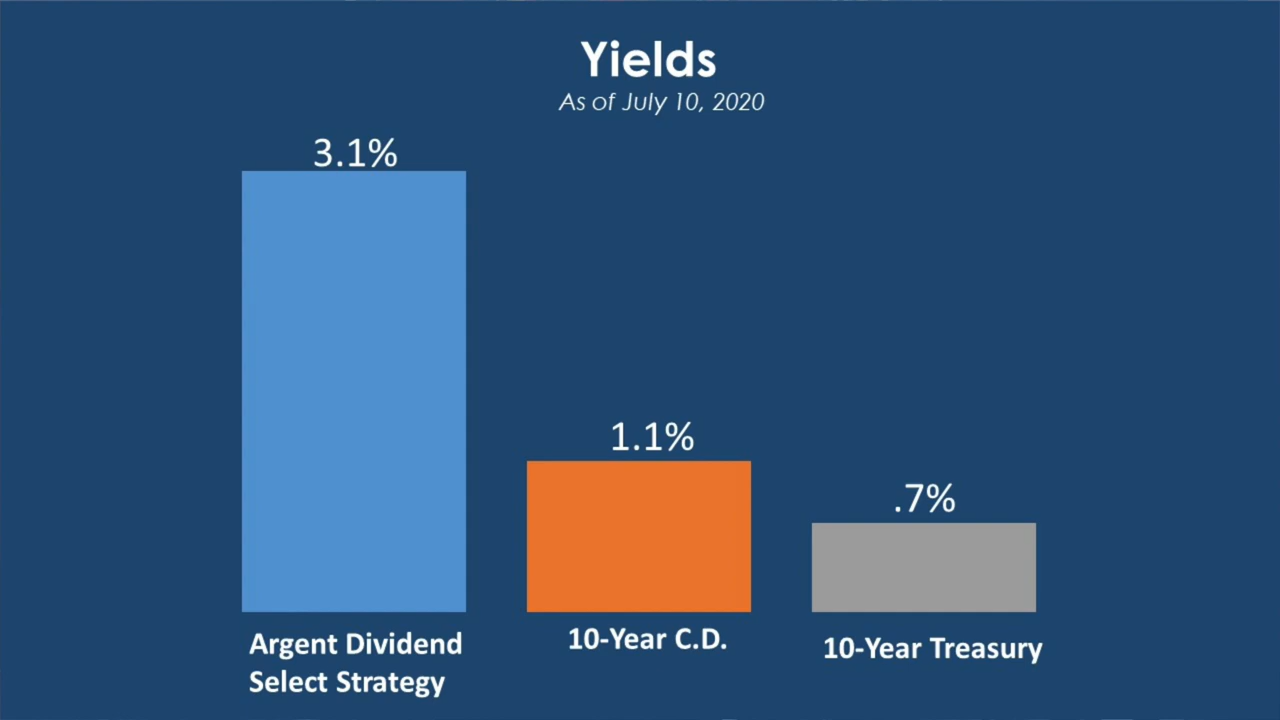 Yields
As of July 10, 2020
3.1%
1.1%
.7%
Argent Dividend
Select Strategy
10-Year C.D.
10-Year Treasury